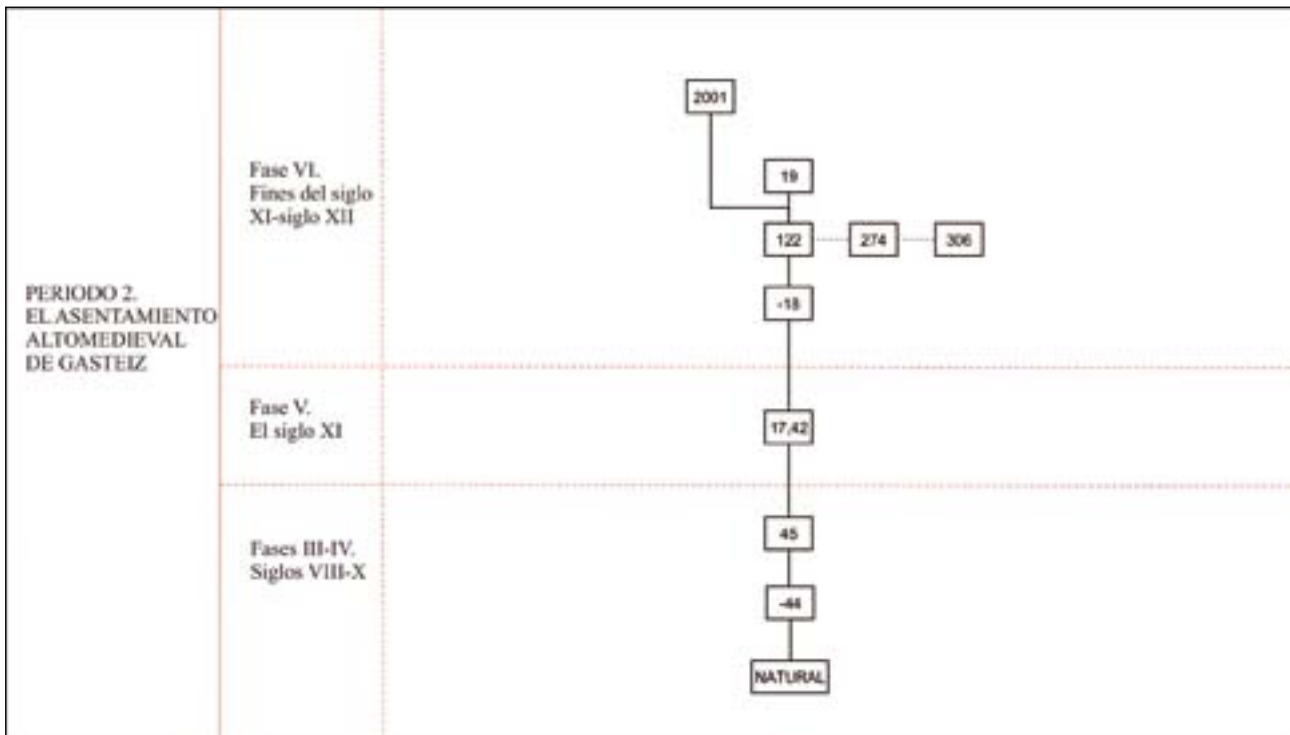 PERIODO 2.
EL ASENTAMIENTO
ALTOMEDIEVAL
DE GASTEIZ
Fase VI.
Fines del siglo
XI-siglo XII
Fase V.
El siglo XI
Fases III-IV.
Siglos VIII-X
2001
19
122 274 306
-18
17,42
45
-44
NATURAL